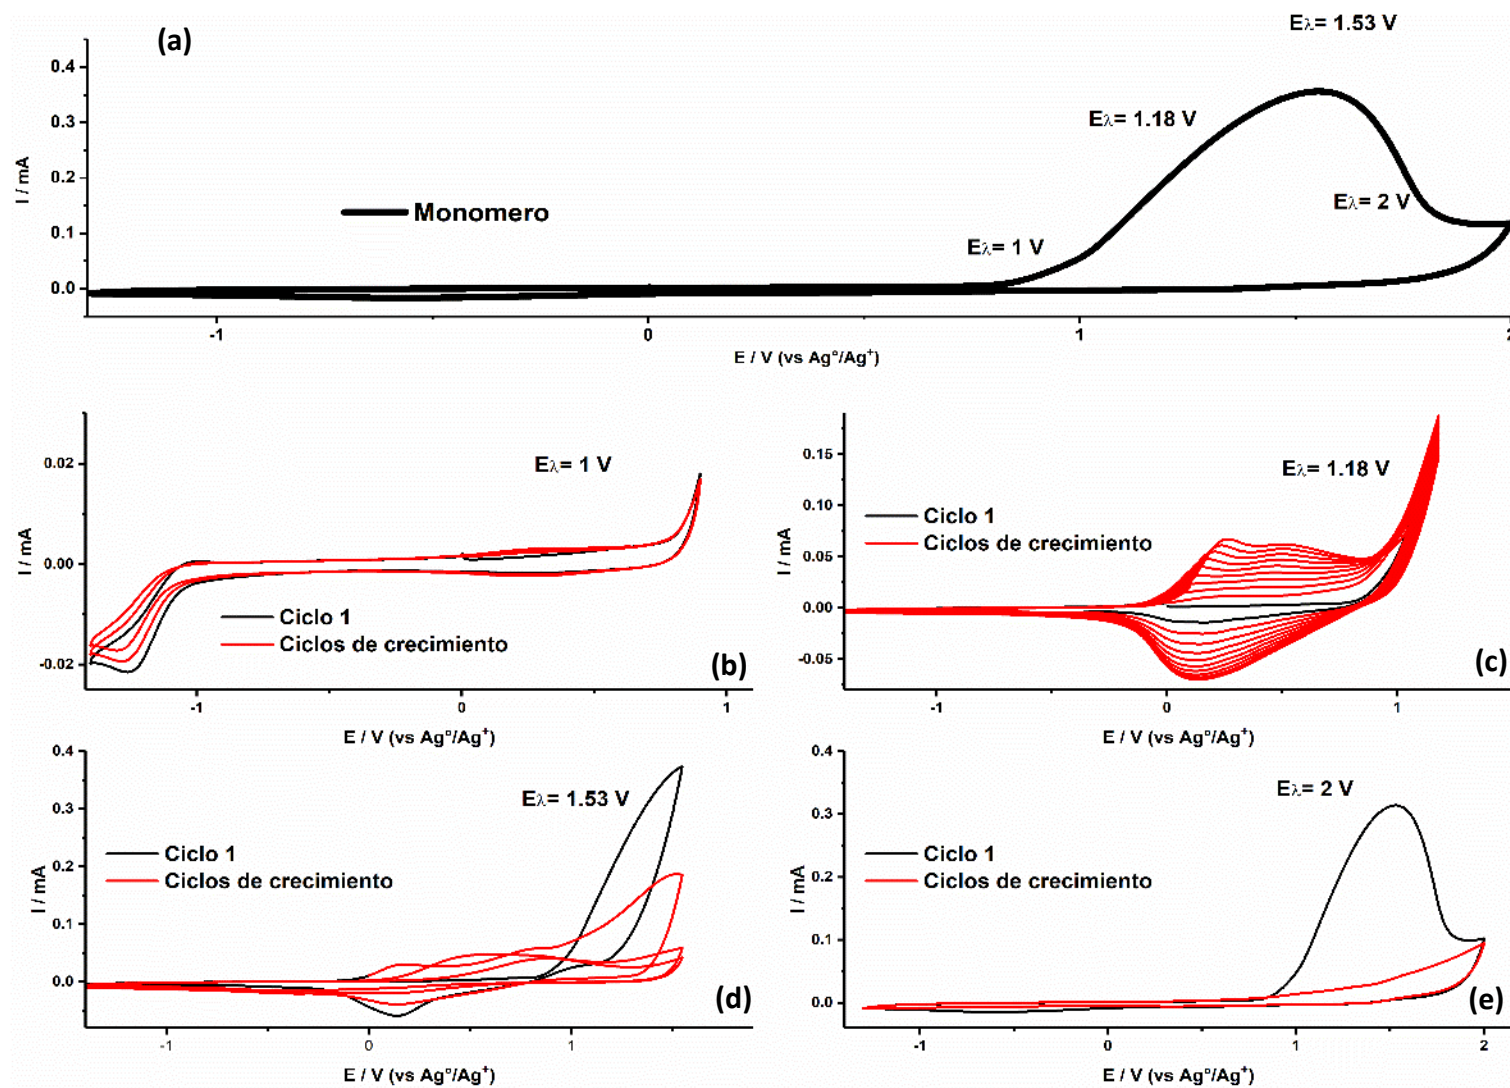 (a)
Eλ= 1.53 V
0.4
0.3
Eλ= 1.18 V
I / mA
0.2
Monomero
Eλ= 2 V
0.1
Eλ= 1 V
0.0
-1
0
1
2
E / V (vs Ag°/Ag⁺)
0.02
Eλ= 1 V
I / mA
0.00
Ciclo 1
Ciclos de crecimiento
-0.02
(b)
-1
0
1
E / V (vs Ag°/Ag⁺)
0.15
Eλ= 1.18 V
0.10
Ciclo 1
Ciclos de crecimiento
I / mA
0.05
0.00
-0.05
(c)
-1
0
1
E / V (vs Ag°/Ag⁺)
0.4
Eλ= 1.53 V
0.3
Ciclo 1
0.2
Ciclos de crecimiento
I / mA
0.1
0.0
(d)
-1
0
1
E / V (vs Ag°/Ag⁺)
0.4
Eλ= 2 V
0.3
Ciclo 1
0.2
Ciclos de crecimiento
I / mA
0.1
0.0
(e)
-1
0
1
2
E / V (vs Ag°/Ag⁺)